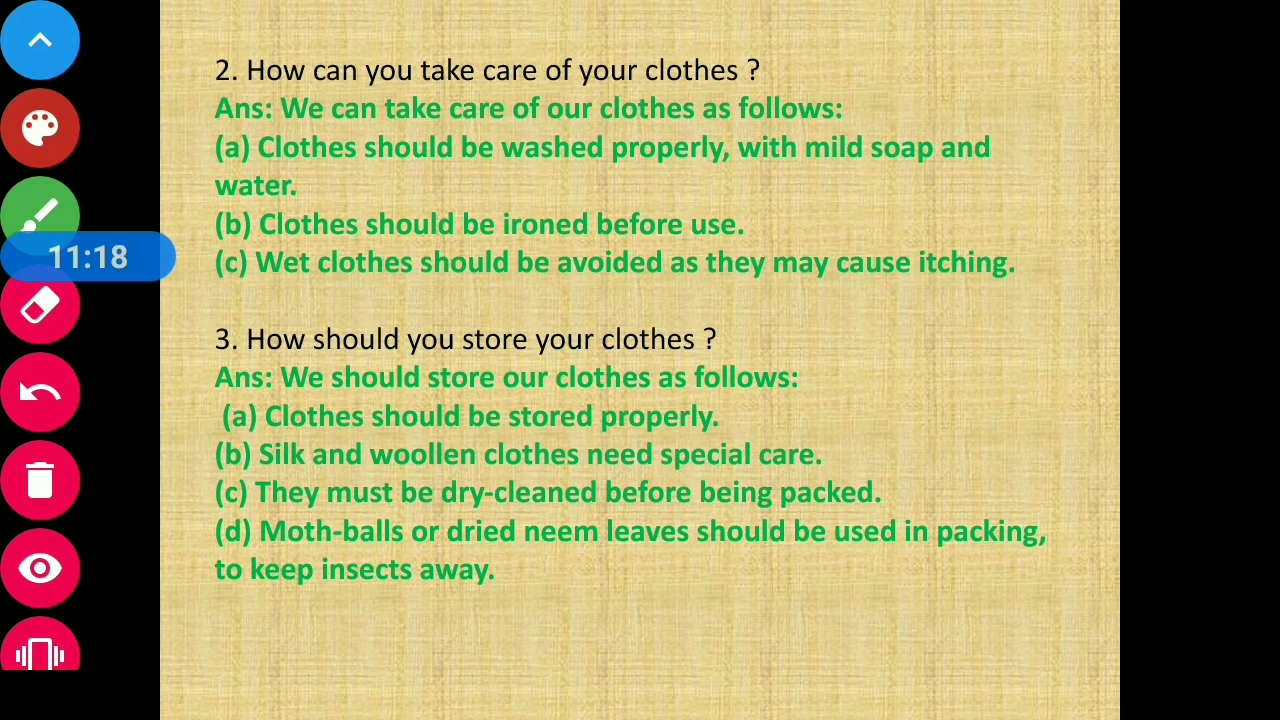 2. How can you take care of your clothes ?
Ans: We can take care of our clothes as follows:
(a) Clothes should be washed properly, with mild soap and
water.
(b) Clothes should be ironed before use.
(c) Wet clothes should be avoided as they may cause itching.
11:18
3. How should you store your clothes ?
Ans: We should store our clothes as follows:
(a) Clothes should be stored properly.
(b) Silk and woollen clothes need special care.
(c) They must be dry-cleaned before being packed.
(d) Moth-balls or dried neem leaves should be used in packing,
to keep insects away.